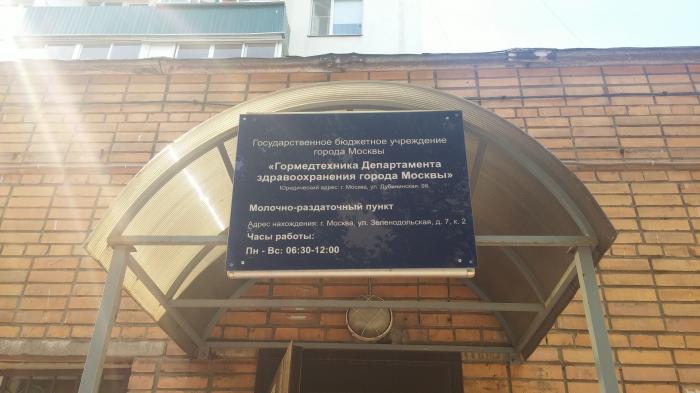 Государственное бюджетное учреждение
города Москвы
«Гормедтехника Департамента
здравоохранения города Москвы»
Юридический адрес: г. Москва, ул. Дубининская, 98.
Молочно-раздаточный пункт
Адрес нахождения: г. Москва, ул. Зеленодольская, д. 7, к. 2
Часы работы:
Пн - Вс: 06:30-12:00